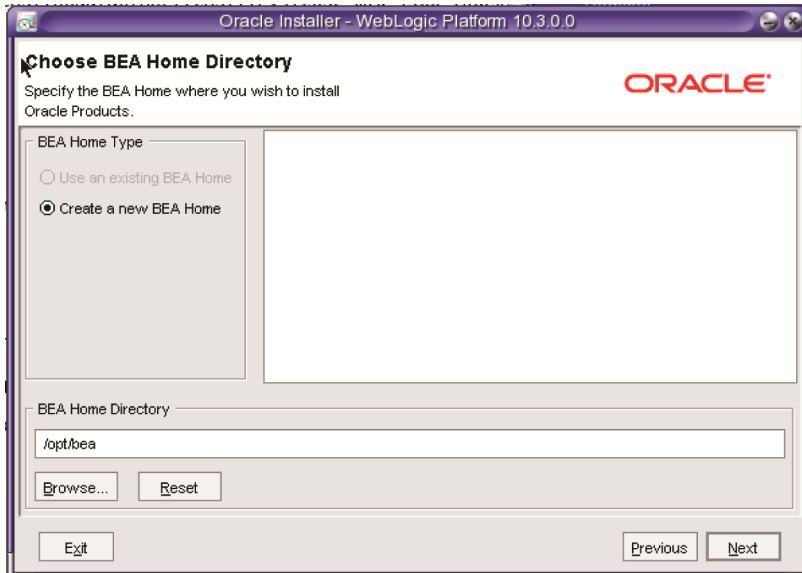 Oracle Installer - WebLogic Platform 10.3.0.0
Choose BEA Home Directory
Specify the BEA Home where you wish to install
Oracle Products.
ORACLE
BEA Home Type
Use an existing BEA Home
Create a new BEA Home
BEA Home Directory
/opt/bea
Browse...
Reset
Exit
Previous
Next